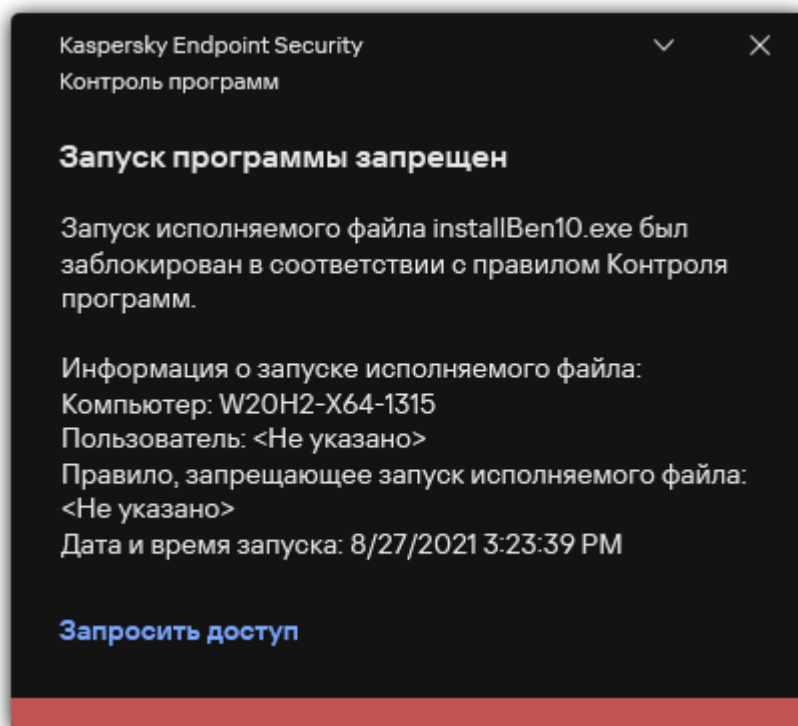 Kaspersky Endpoint Security
Контроль программ
Запуск программы запрещен
Запуск исполняемого файла installBen10.exe был
заблокирован в соответствии с правилом Контроля
программ.
Информация о запуске исполняемого файла:
Компьютер: W20H2-X64-1315
Пользователь: <Не указано>
Правило, запрещающее запуск исполняемого файла:
<Не указано>
Дата и время запуска: 8/27/2021 3:23:39 PM
Запросить доступ